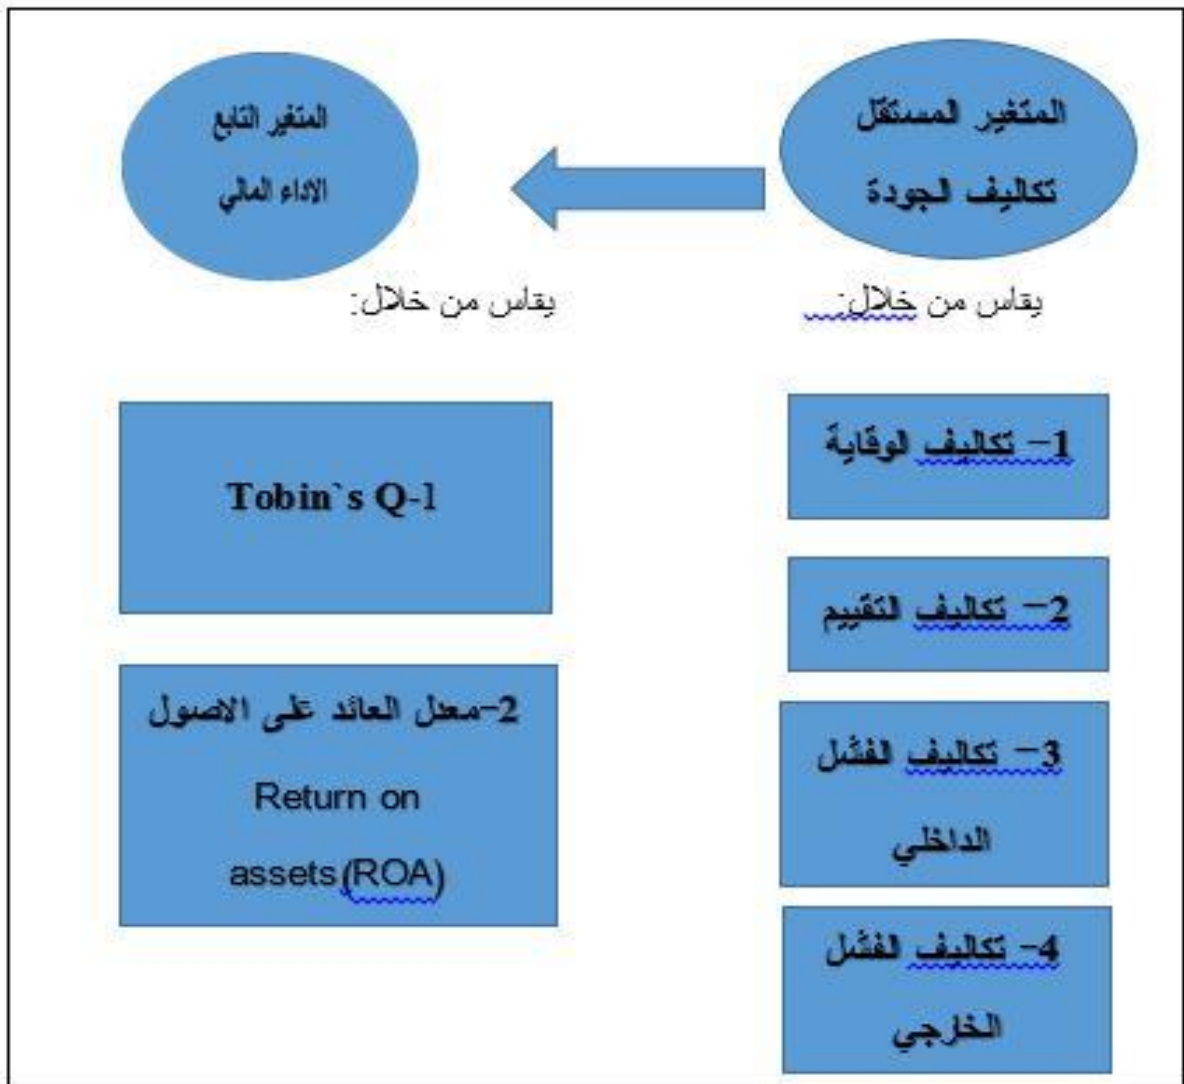 المتغير المستقل
تكاليف الجودة
المتغير التابع
الاداء المالي
يقاس من خلال:
يقاس من خلال:
1- تكاليف الوقاية
2- تكاليف التقييم
3- تكاليف الفشل
الداخلي
4- تكاليف الفشل
الخارجي
Tobin`s Q-1
2-معدل العائد على الاصول
Return on
assets(ROA)